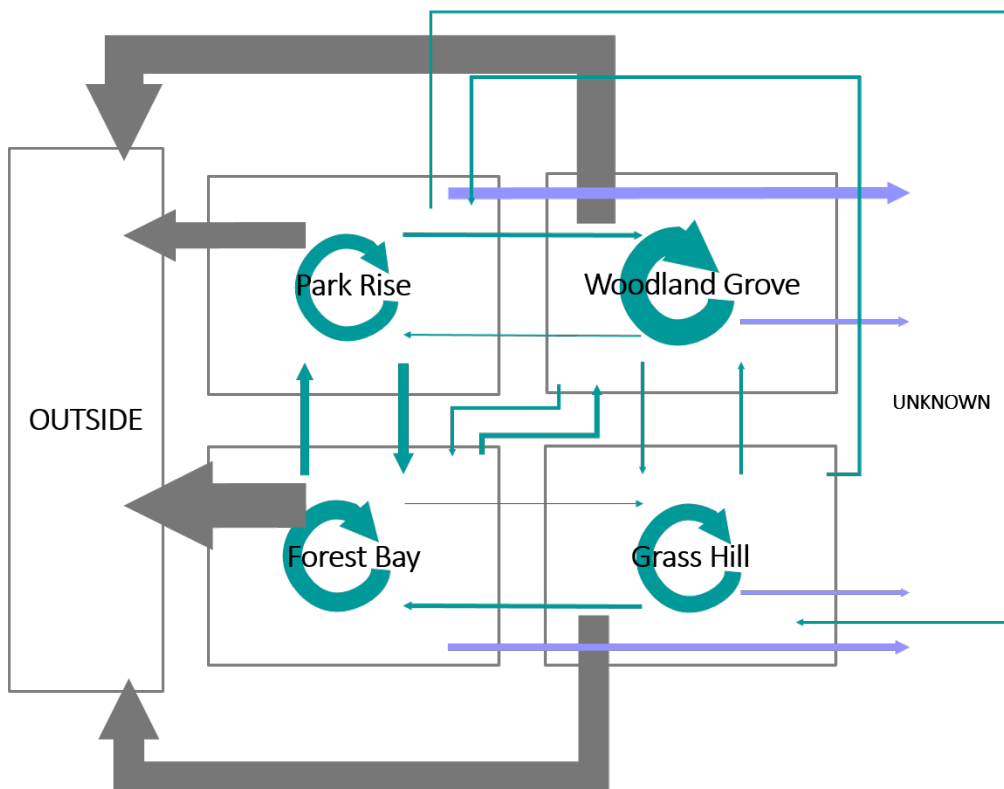 Park Rise
Woodland Grove
OUTSIDE
UNKNOWN
Forest Bay
Grass Hill